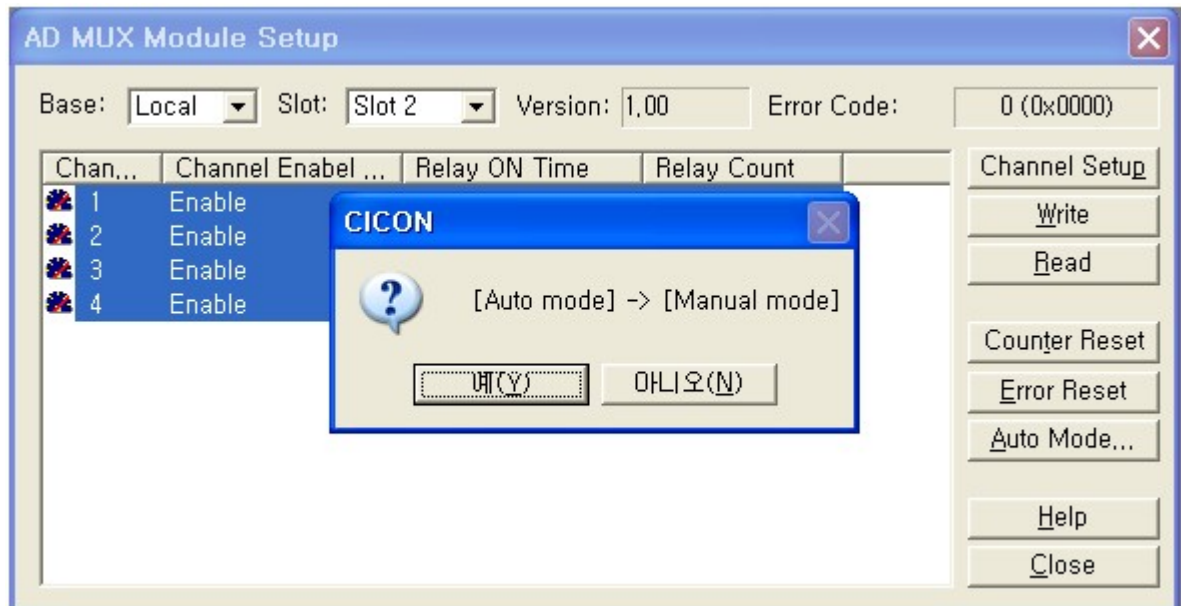 AD MUX Module Setup
Base: Local Slot: Slot 2 Version: 1,00 Error Code: 0 (0x0000)
Chan,,, Channel Enabel ,,, Relay ON Time Relay Count
1 Enable
2 Enable
3 Enable
4 Enable
CICON
[Auto mode] -> [Manual mode]
예(Y) 아니오(N)
Channel Setup
Write
Read
Counter Reset
Error Reset
Auto Mode,,,
Help
Close